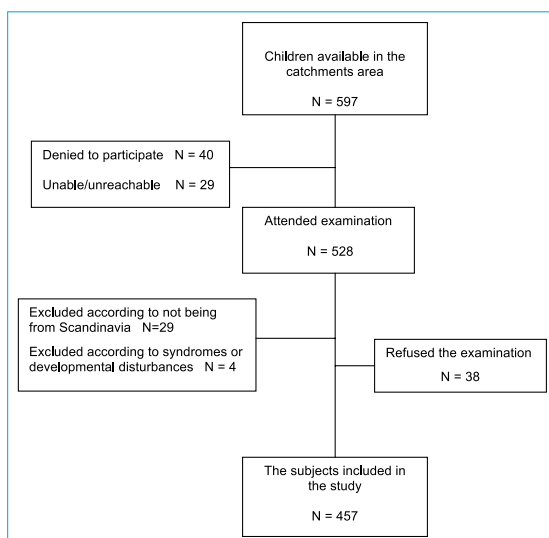 Children available in the
catchments area
N = 597
Denied to participate N = 40
Unable/unreachable N = 29
Attended examination
N = 528
Excluded according to not being
from Scandinavia N=29
Excluded according to syndromes or
developmental disturbances N = 4
Refused the examination
N = 38
The subjects included in
the study
N = 457